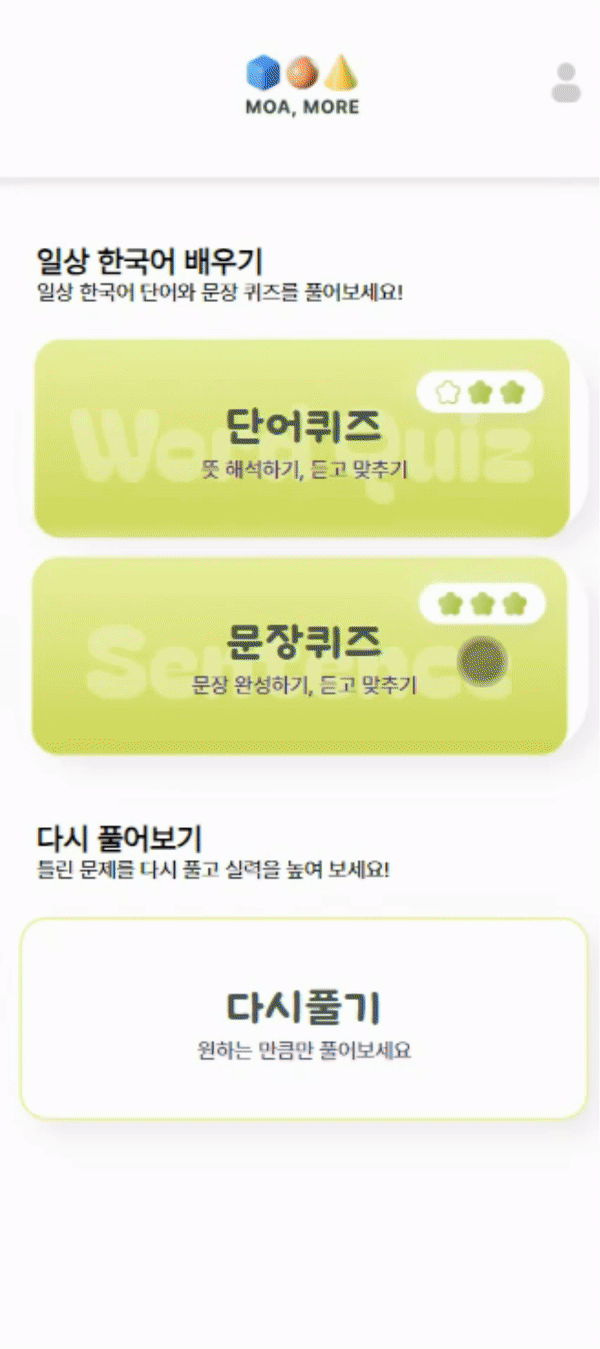 MOA, MORE
일상 한국어 배우기
일상 한국어 단어와 문장 퀴즈를 풀어보세요!
Word Quiz
단어퀴즈
뜻 해석하기, 듣고 맞추기
문장퀴즈
문장 완성하기, 듣고 맞추기
다시 풀어보기
틀린 문제를 다시 풀고 실력을 높여 보세요!
다시풀기
원하는 만큼만 풀어보세요